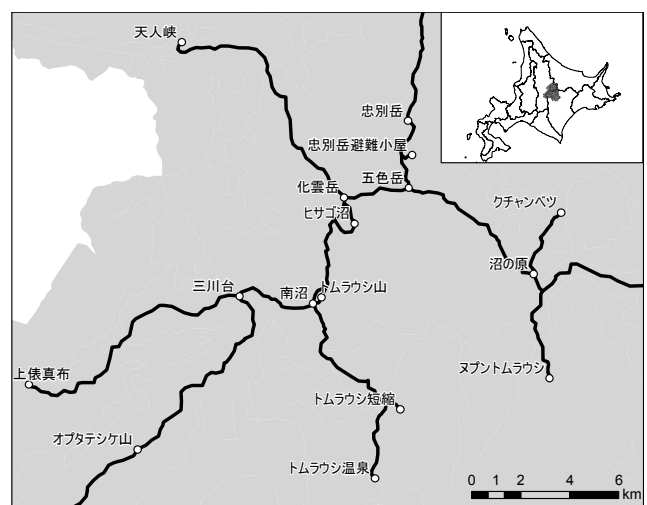 天人峡
忠別岳
忠別岳避難小屋
五色岳
化雲岳
クチャンベツ
ヒサゴ沼
沼の原
三川台
南沼
トムラウシ山
上俵真布
ヌプントムラウシ
トムラウシ短縮
オプタテシケ山
トムラウシ温泉
0 1 2 4 6
km